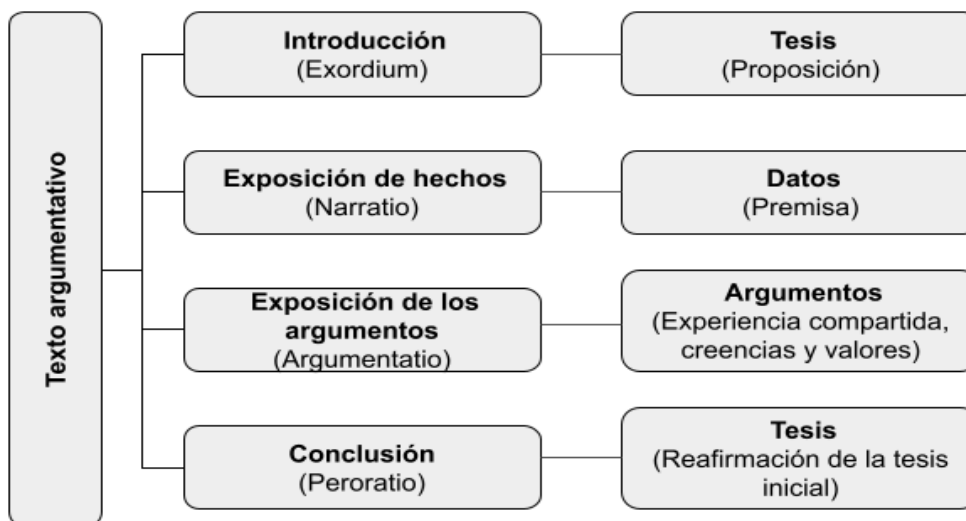 Texto argumentativo
Introducción
(Exordium)
Tesis
(Proposición)
Exposición de hechos
(Narratio)
Datos
(Premisa)
Exposición de los
argumentos
(Argumentatio)
Argumentos
(Experiencia compartida,
creencias y valores)
Conclusión
(Peroratio)
Tesis
(Reafirmación de la tesis
inicial)